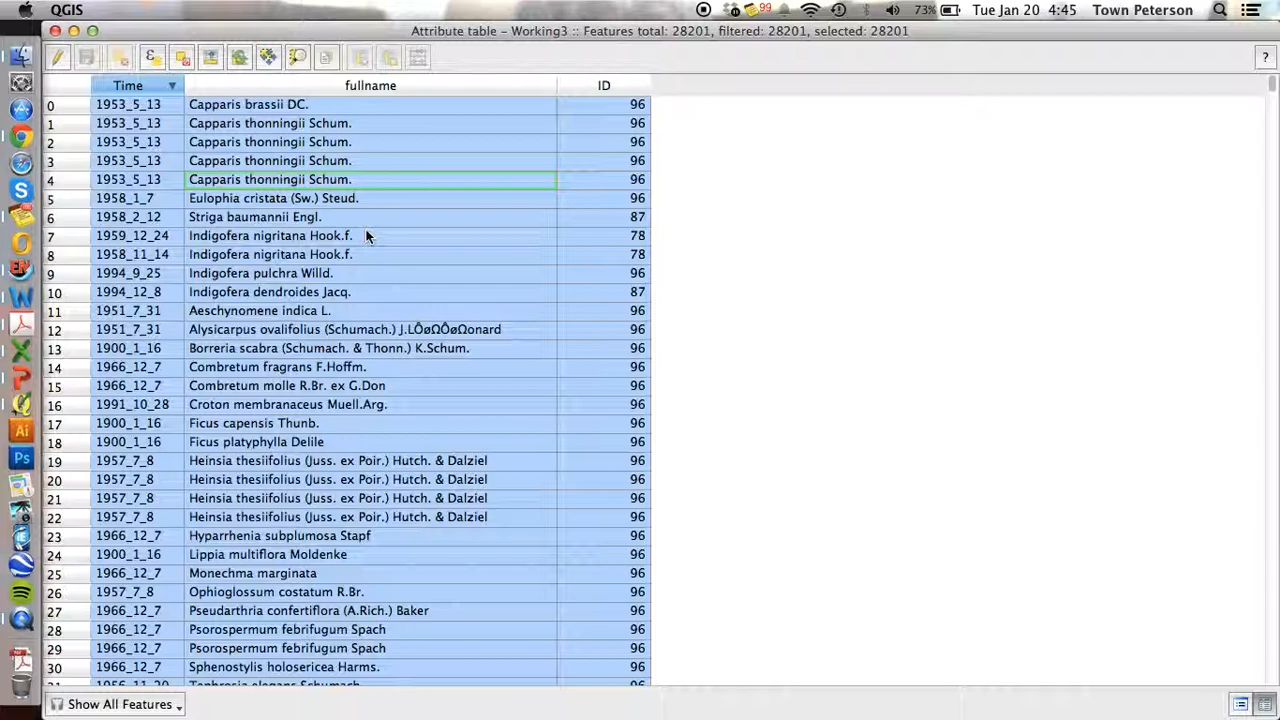 QGIS 99 73% Tue Jan 20 4:45 Town Peterson
Attribute table - Working3 :: Features total: 28201, filtered: 28201, selected: 28201
?
Time fullname ID
0 1953_5_13 Capparis brassii DC. 96
1 1953_5_13 Capparis thonningii Schum. 96
2 1953_5_13 Capparis thonningii Schum. 96
3 1953_5_13 Capparis thonningii Schum. 96
4 1953_5_13 Capparis thonningii Schum. 96
5 1958_1_7 Eulophia cristata (Sw.) Steud. 96
6 1958_2_12 Striga baumannii Engl. 87
7 1959_12_24 Indigofera nigritana Hook.f. 78
8 1958_11_14 Indigofera nigritana Hook.f. 78
9 1994_9_25 Indigofera pulchra Willd. 96
10 1994_12_8 Indigofera dendroides Jacq. 87
11 1951_7_31 Aeschynomene indica L. 96
12 1951_7_31 Alysicarpus ovalifolius (Schumach.) J.LÔøΩÔøΩonard 96
13 1900_1_16 Borreria scabra (Schumach. & Thonn.) K.Schum. 96
14 1966_12_7 Combretum fragrans F.Hoffm. 96
15 1966_12_7 Combretum molle R.Br. ex G.Don 96
16 1991_10_28 Croton membranaceus Muell.Arg. 96
17 1900_1_16 Ficus capensis Thunb. 96
18 1900_1_16 Ficus platyphylla Delile 96
19 1957_7_8 Heinsia thesiifolius (Juss. ex Poir.) Hutch. & Dalziel 96
20 1957_7_8 Heinsia thesiifolius (Juss. ex Poir.) Hutch. & Dalziel 96
21 1957_7_8 Heinsia thesiifolius (Juss. ex Poir.) Hutch. & Dalziel 96
22 1957_7_8 Heinsia thesiifolius (Juss. ex Poir.) Hutch. & Dalziel 96
23 1966_12_7 Hyparrhenia subplumosa Stapf 96
24 1900_1_16 Lippia multiflora Moldenke 96
25 1966_12_7 Monechma marginata 96
26 1957_7_8 Ophioglossum costatum R.Br. 96
27 1966_12_7 Pseudarthria confertiflora (A.Rich.) Baker 96
28 1966_12_7 Psorospermum febrifugum Spach 96
29 1966_12_7 Psorospermum febrifugum Spach 96
30 1966_12_7 Sphenostylis holosericea Harms. 96
31 1956_11_20 Tephrosia elegans Schumach. 96
Show All Features